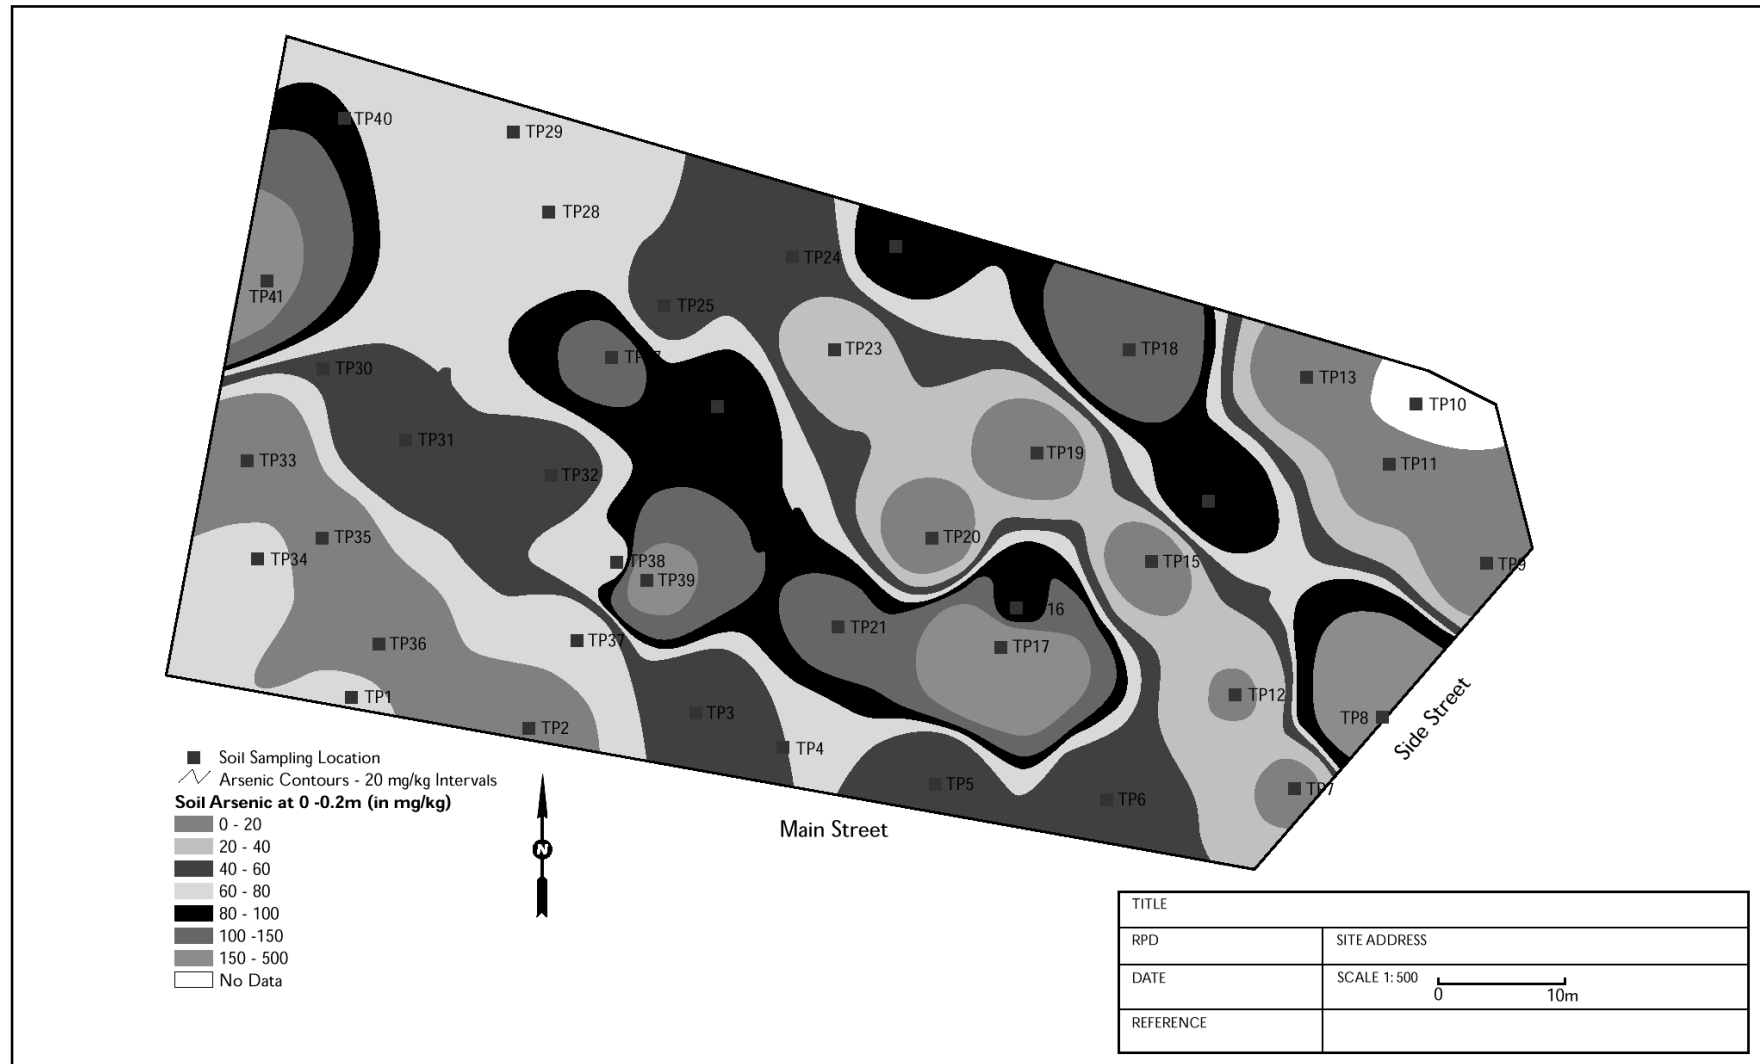 TP40
TP29
TP28
TP24
TP41
TP25
TP23
TP18
TP30
TP13
TP10
TP31
TP19
TP11
TP33
TP32
TP35
TP20
TP34
TP38
TP15
TP9
TP39
16
TP21
TP36
TP37
TP17
TP1
TP12
TP3
TP8
TP2
TP4
TP5
TP7
TP6
Side Street
Main Street
Soil Sampling Location
Arsenic Contours - 20 mg/kg Intervals
Soil Arsenic at 0 -0.2m (in mg/kg)
0 - 20
20 - 40
40 - 60
60 - 80
80 - 100
100 -150
150 - 500
No Data
N
TITLE
RPD
SITE ADDRESS
DATE
SCALE 1: 500
0 10m
REFERENCE